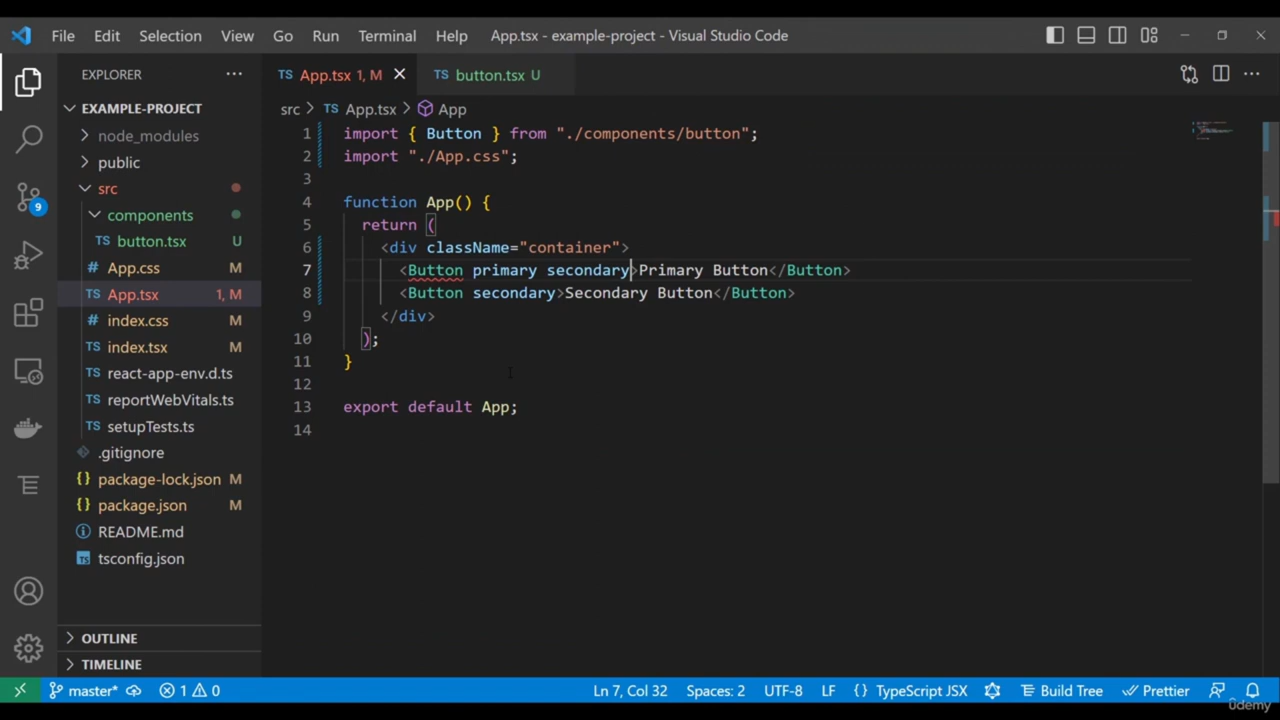 File Edit Selection View Go Run Terminal Help App.tsx - example-project - Visual Studio Code
EXPLORER ...
EXAMPLE-PROJECT
node_modules
public
src
components
TS button.tsx U
# App.css M
TS App.tsx 1, M
# index.css M
TS index.tsx M
TS react-app-env.d.ts
TS reportWebVitals.ts
TS setupTests.ts
.gitignore
{} package-lock.json M
{} package.json M
README.md
TS tsconfig.json
OUTLINE
TIMELINE
9
TS App.tsx 1, M TS button.tsx U
src > TS App.tsx > App
1 import { Button } from "./components/button";
2 import "./App.css";
3
4 function App() {
5 return (
6 <div className="container">
7 <Button primary secondary>Primary Button</Button>
8 <Button secondary>Secondary Button</Button>
9 </div>
10 );
11 }
12
13 export default App;
14
master* 1 0 Ln 7, Col 32 Spaces: 2 UTF-8 LF {} TypeScript JSX Build Tree Prettier
ûdemy